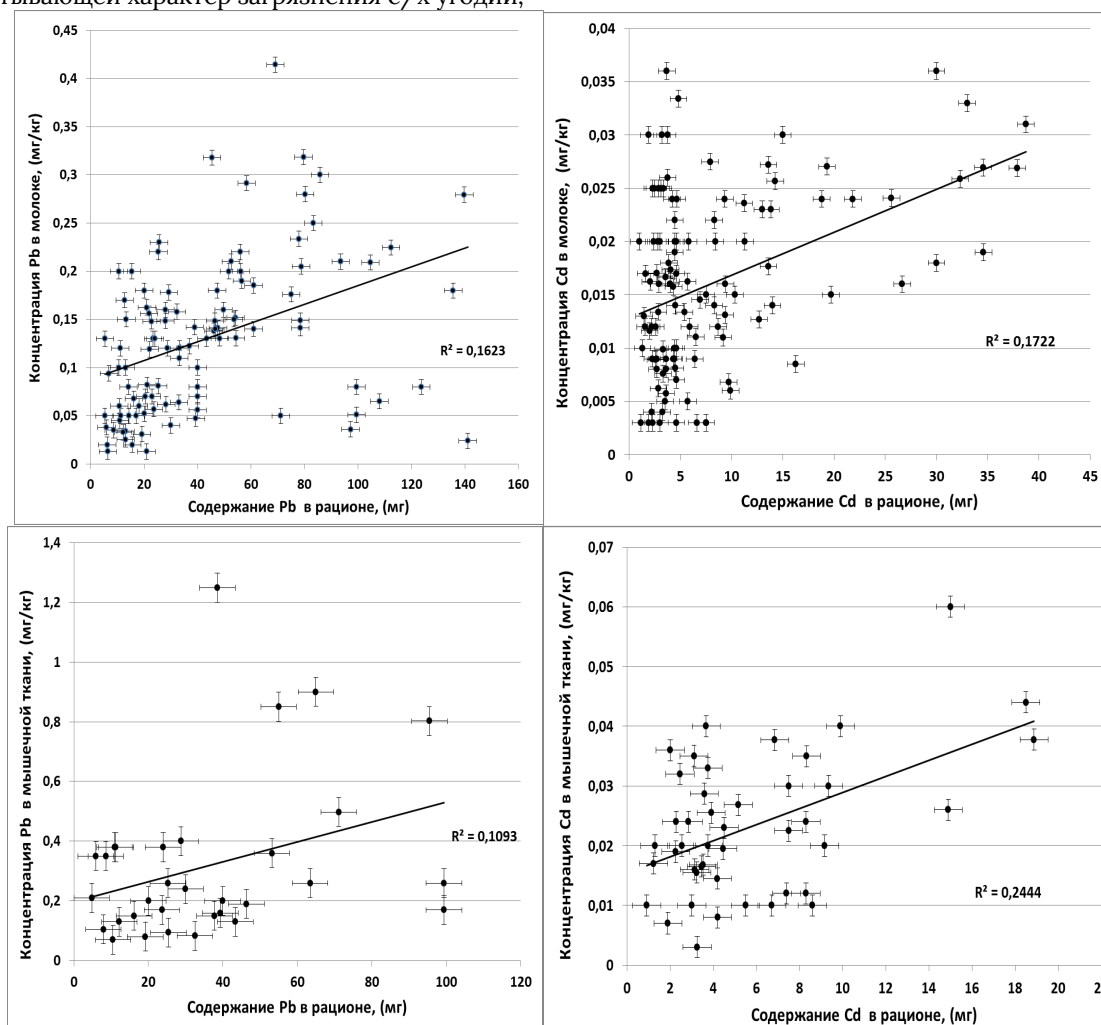 тывающей характер загрязнения с/х угодий,
0,45
0,4
0,35
0,3
0,25
0,2
0,15
0,1
0,05
0
Концентрация Pb в молоке, (мг/кг)
R² = 0,1623
0 20 40 60 80 100 120 140 160
Содержание Pb в рационе, (мг)
0,04
0,035
0,03
0,025
0,02
0,015
0,01
0,005
0
Концентрация Cd в молоке, (мг/кг)
R² = 0,1722
0 5 10 15 20 25 30 35 40 45
Содержание Cd в рационе, (мг)
1,4
1,2
1
0,8
0,6
0,4
0,2
0
Концентрация Pb в мышечной ткани, (мг/кг)
R² = 0,1093
0 20 40 60 80 100 120
Содержание Pb в рационе, (мг)
0,07
0,06
0,05
0,04
0,03
0,02
0,01
0
Концентрация Cd в мышечной ткани, (мг/кг)
R² = 0,2444
0 2 4 6 8 10 12 14 16 18 20
Содержание Cd в рационе, (мг)